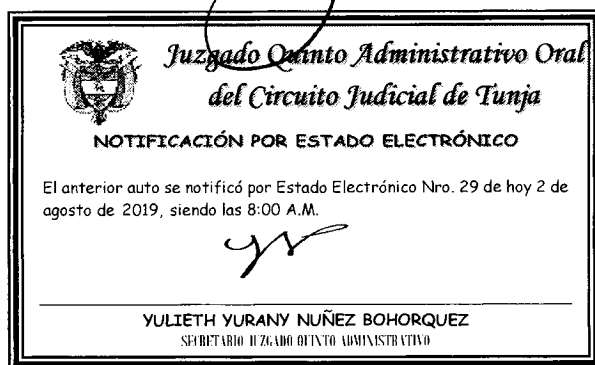 Juzgado Quinto Administrativo Oral
del Circuito Judicial de Tunja
NOTIFICACIÓN POR ESTADO ELECTRÓNICO
El anterior auto se notificó por Estado Electrónico Nro. 29 de hoy 2 de
agosto de 2019, siendo las 8:00 A.M.
YULIETH YURANY NUÑEZ BOHORQUEZ
SECRETARIO JUZGADO QUINTO ADMINISTRATIVO